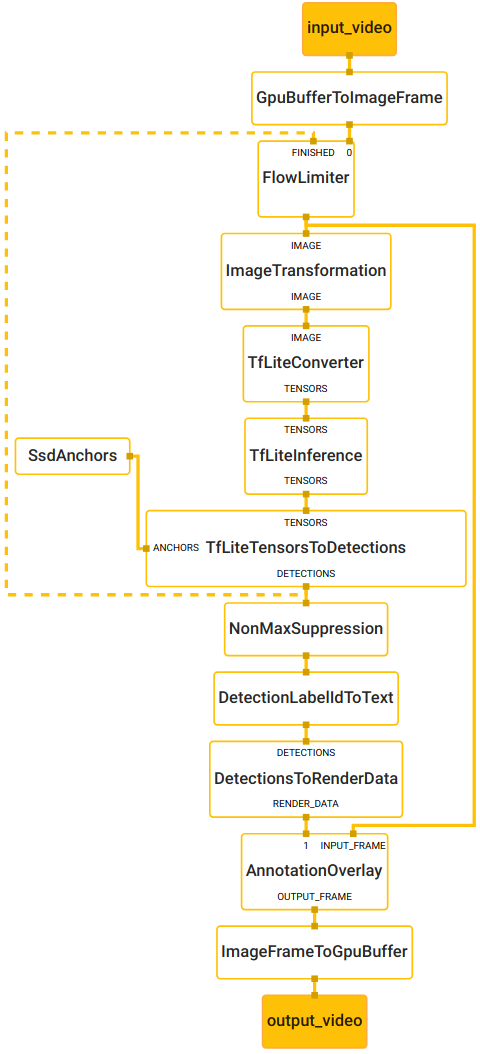 input_video
GpuBufferToImageFrame
FINISHED 0
FlowLimiter
IMAGE
ImageTransformation
IMAGE
IMAGE
TfLiteConverter
TENSORS
TENSORS
SsdAnchors
TfLiteInference
TENSORS
TENSORS
ANCHORS TfLiteTensorsToDetections
DETECTIONS
NonMaxSuppression
DetectionLabelIdToText
DETECTIONS
DetectionsToRenderData
RENDER_DATA
1 INPUT_FRAME
AnnotationOverlay
OUTPUT_FRAME
ImageFrameToGpuBuffer
output_video